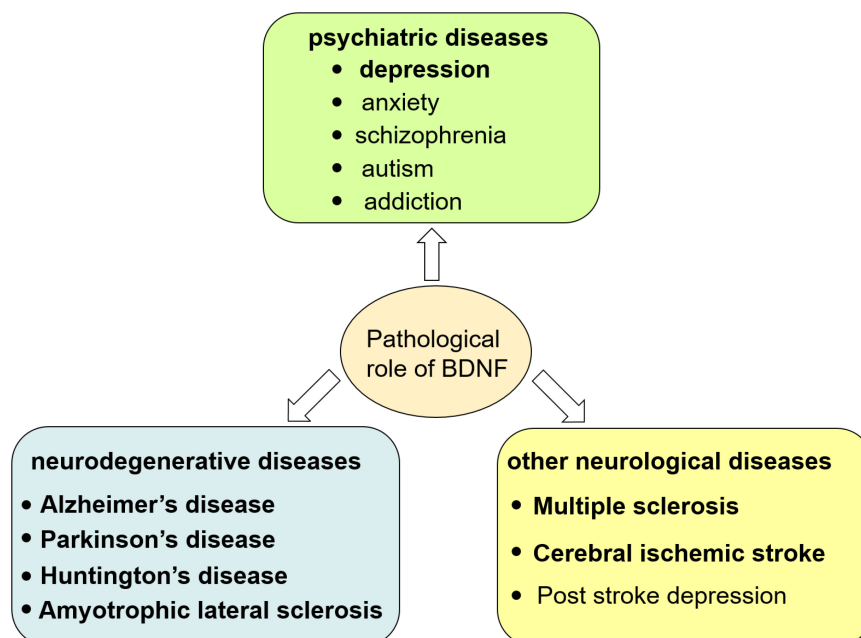 psychiatric diseases
• depression
• anxiety
• schizophrenia
• autism
• addiction
Pathological
role of BDNF
neurodegenerative diseases
• Alzheimer’s disease
• Parkinson’s disease
• Huntington’s disease
• Amyotrophic lateral sclerosis
other neurological diseases
• Multiple sclerosis
• Cerebral ischemic stroke
• Post stroke depression